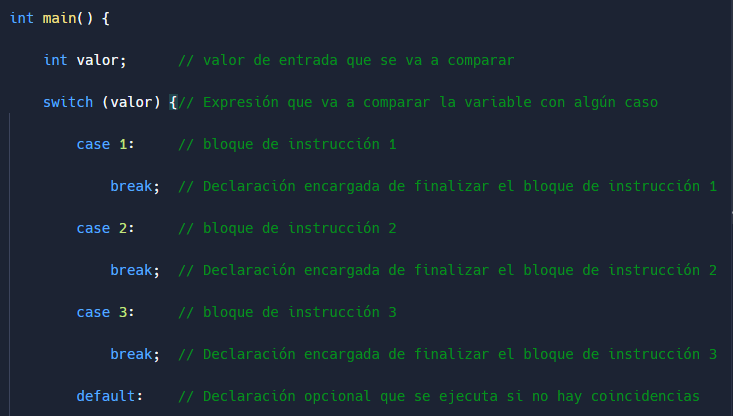 int main() {
int valor; // valor de entrada que se va a comparar
switch (valor) {// Expresión que va a comparar la variable con algún caso
case 1: // bloque de instrucción 1
break; // Declaración encargada de finalizar el bloque de instrucción 1
case 2: // bloque de instrucción 2
break; // Declaración encargada de finalizar el bloque de instrucción 2
case 3: // bloque de instrucción 3
break; // Declaración encargada de finalizar el bloque de instrucción 3
default: // Declaración opcional que se ejecuta si no hay coincidencias